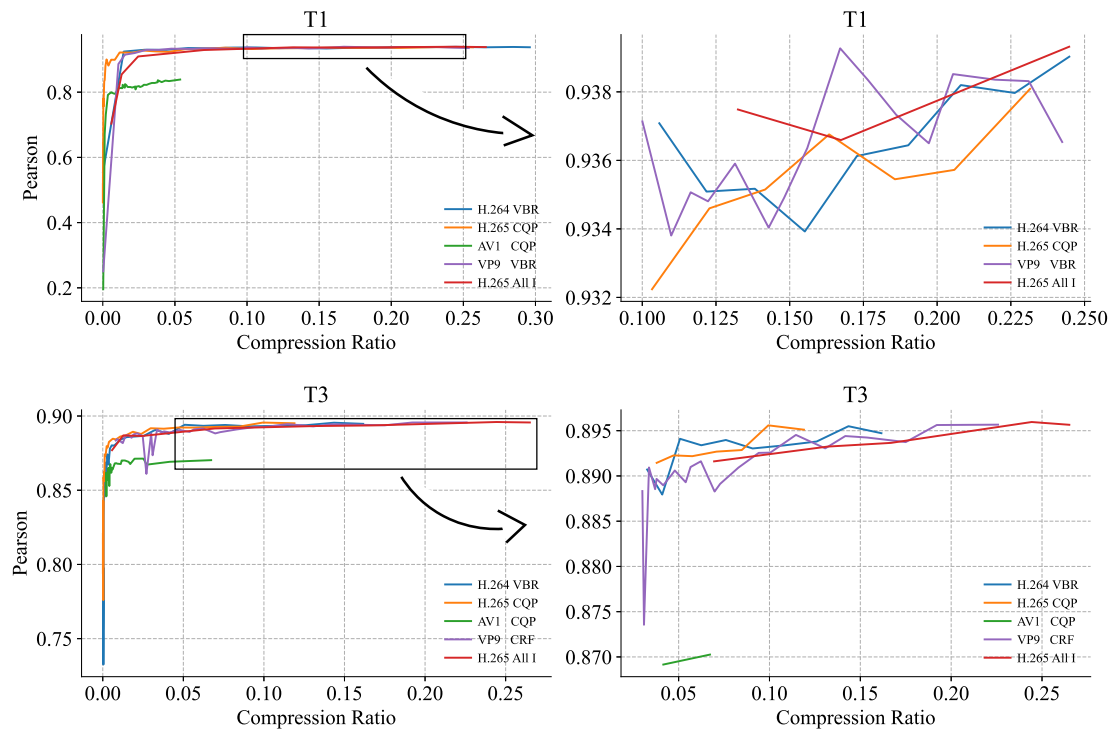 T1
Pearson
0.8
0.6
0.4
0.2
H.264 VBR
H.265 CQP
AV1 CQP
VP9 VBR
H.265 All I
0.00 0.05 0.10 0.15 0.20 0.25 0.30
Compression Ratio
T1
0.938
0.936
0.934
0.932
H.264 VBR
H.265 CQP
VP9 VBR
H.265 All I
0.100 0.125 0.150 0.175 0.200 0.225 0.250
Compression Ratio
T3
Pearson
0.90
0.85
0.80
0.75
H.264 VBR
H.265 CQP
AV1 CQP
VP9 CRF
H.265 All I
0.00 0.05 0.10 0.15 0.20 0.25
Compression Ratio
T3
0.895
0.890
0.885
0.880
0.875
0.870
H.264 VBR
H.265 CQP
AV1 CQP
VP9 CRF
H.265 All I
0.05 0.10 0.15 0.20 0.25
Compression Ratio